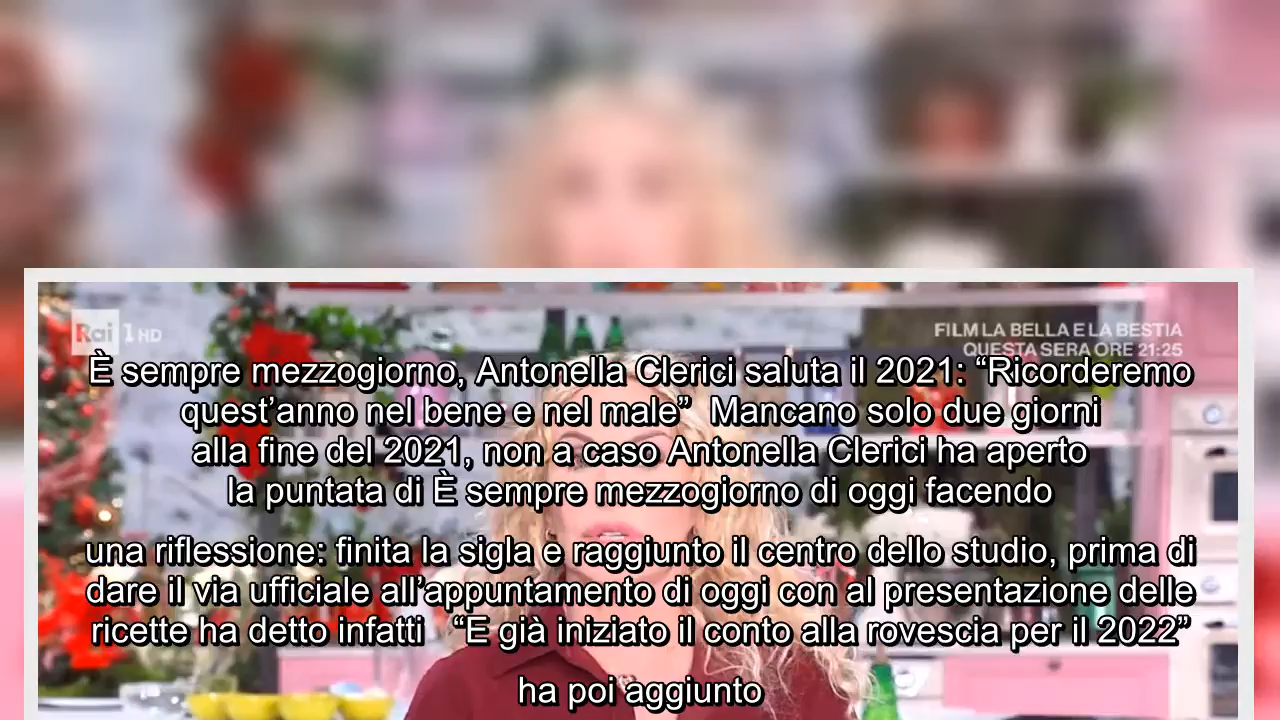 Rai 1 HD
FILM LA BELLA E LA BESTIA
QUESTA SERA ORE 21:25
È sempre mezzogiorno, Antonella Clerici saluta il 2021: “Ricorderemo
quest’anno nel bene e nel male”  Mancano solo due giorni
alla fine del 2021, non a caso Antonella Clerici ha aperto
la puntata di È sempre mezzogiorno di oggi facendo
una riflessione: finita la sigla e raggiunto il centro dello studio, prima di
dare il via ufficiale all’appuntamento di oggi con al presentazione delle
ricette ha detto infatti   “E già iniziato il conto alla rovescia per il 2022”
ha poi aggiunto